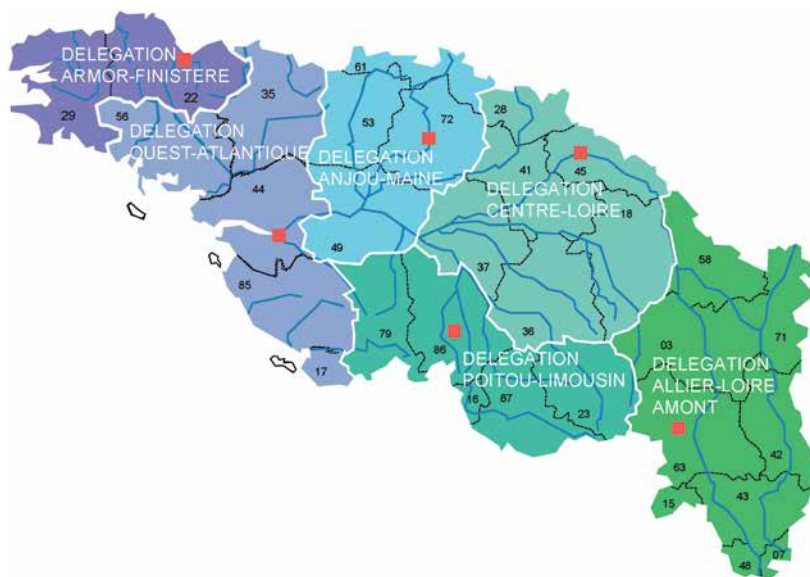 DELEGATION
ARMOR-FINISTERE
29
22
56
35
DELEGATION
OUEST-ATLANTIQUE
44
85
17
61
53
72
DELEGATION
ANJOU-MAINE
49
28
41
45
DELEGATION
CENTRE-LOIRE
18
37
36
79
86
DELEGATION
POITOU-LIMOUSIN
16
87
23
58
03
71
DELEGATION
ALLIER-LOIRE
AMONT
63
42
15
43
48
07